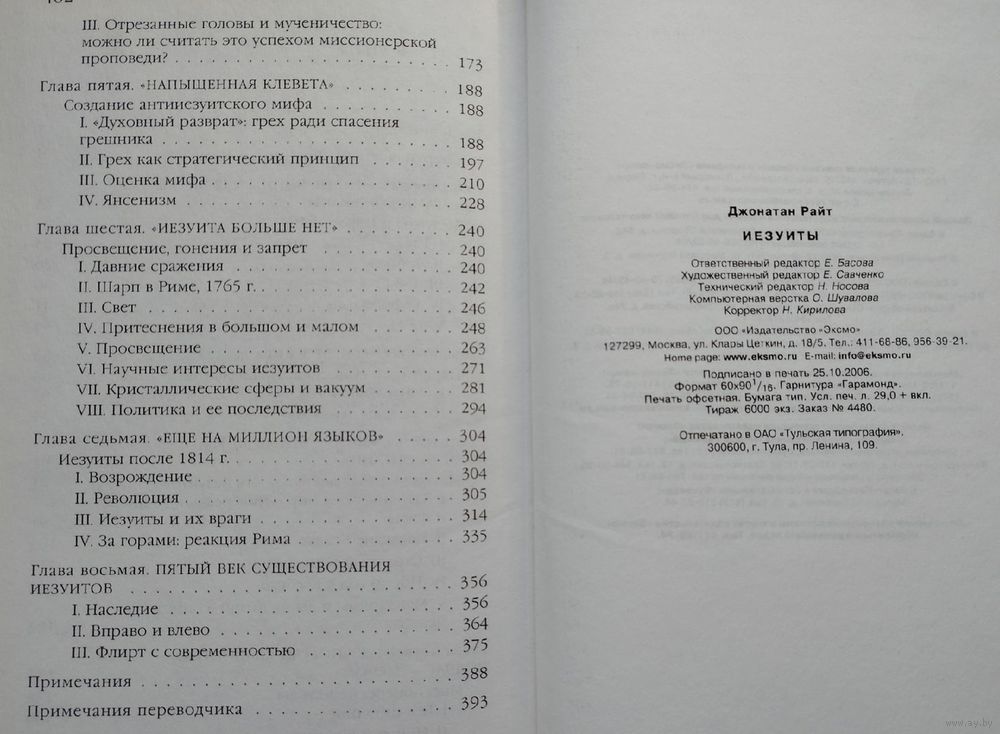 III. Отрезанные головы и мученичество:
можно ли считать это успехом миссионерской
проповеди? . . . . . . . . . . . . . . . . . . . . . 173
Глава пятая. «НАПЫЩЕННАЯ КЛЕВЕТА» . . . . . . . . 188
Создание антииезуитского мифа . . . . . . . . . . 188
I. «Духовный разврат»: грех ради спасения
грешника . . . . . . . . . . . . . . . . . . . . . . 188
II. Грех как стратегический принцип . . . . . . 197
III. Оценка мифа . . . . . . . . . . . . . . . . . . 210
IV. Янсенизм . . . . . . . . . . . . . . . . . . . . 228
Глава шестая. «ИЕЗУИТА БОЛЬШЕ НЕТ» . . . . . . . . 240
Просвещение, гонения и запрет . . . . . . . . . . 240
I. Давние сражения . . . . . . . . . . . . . . . . 240
II. Шарп в Риме, 1765 г. . . . . . . . . . . . . . 242
III. Свет . . . . . . . . . . . . . . . . . . . . . . 246
IV. Притеснения в большом и малом . . . . . . . 248
V. Просвещение . . . . . . . . . . . . . . . . . . 263
VI. Научные интересы иезуитов . . . . . . . . . . 271
VII. Кристаллические сферы и вакуум . . . . . . 281
VIII. Политика и ее последствия . . . . . . . . . 294
Глава седьмая. «ЕЩЕ НА МИЛЛИОН ЯЗЫКОВ» . . . . . 304
Иезуиты после 1814 г. . . . . . . . . . . . . . . . 304
I. Возрождение . . . . . . . . . . . . . . . . . . 304
II. Революция . . . . . . . . . . . . . . . . . . . 305
III. Иезуиты и их враги . . . . . . . . . . . . . . 314
IV. За горами: реакция Рима . . . . . . . . . . . 335
Глава восьмая. ПЯТЫЙ ВЕК СУЩЕСТВОВАНИЯ
ИЕЗУИТОВ . . . . . . . . . . . . . . . . . . . . . . 356
I. Наследие . . . . . . . . . . . . . . . . . . . . 356
II. Вправо и влево . . . . . . . . . . . . . . . . 364
III. Флирт с современностью . . . . . . . . . . . 375
Примечания . . . . . . . . . . . . . . . . . . . . . 388
Примечания переводчика . . . . . . . . . . . . . . 393
Джонатан Райт
ИЕЗУИТЫ
Ответственный редактор Е. Басова
Художественный редактор Е. Савченко
Технический редактор Н. Носова
Компьютерная верстка О. Шувалова
Корректор Н. Кирилова
ООО «Издательство «Эксмо»
127299, Москва, ул. Клары Цеткин, д. 18/5. Тел.: 411-68-86, 956-39-21.
Home page: www.eksmo.ru E-mail: info@eksmo.ru
Подписано в печать 25.10.2006.
Формат 60x90 1/16. Гарнитура «Гарамонд».
Печать офсетная. Бумага тип. Усл. печ. л. 29,0 + вкл.
Тираж 6000 экз. Заказ № 4480.
Отпечатано в ОАО «Тульская типография».
300600, г. Тула, пр. Ленина, 109.
www.ay.by